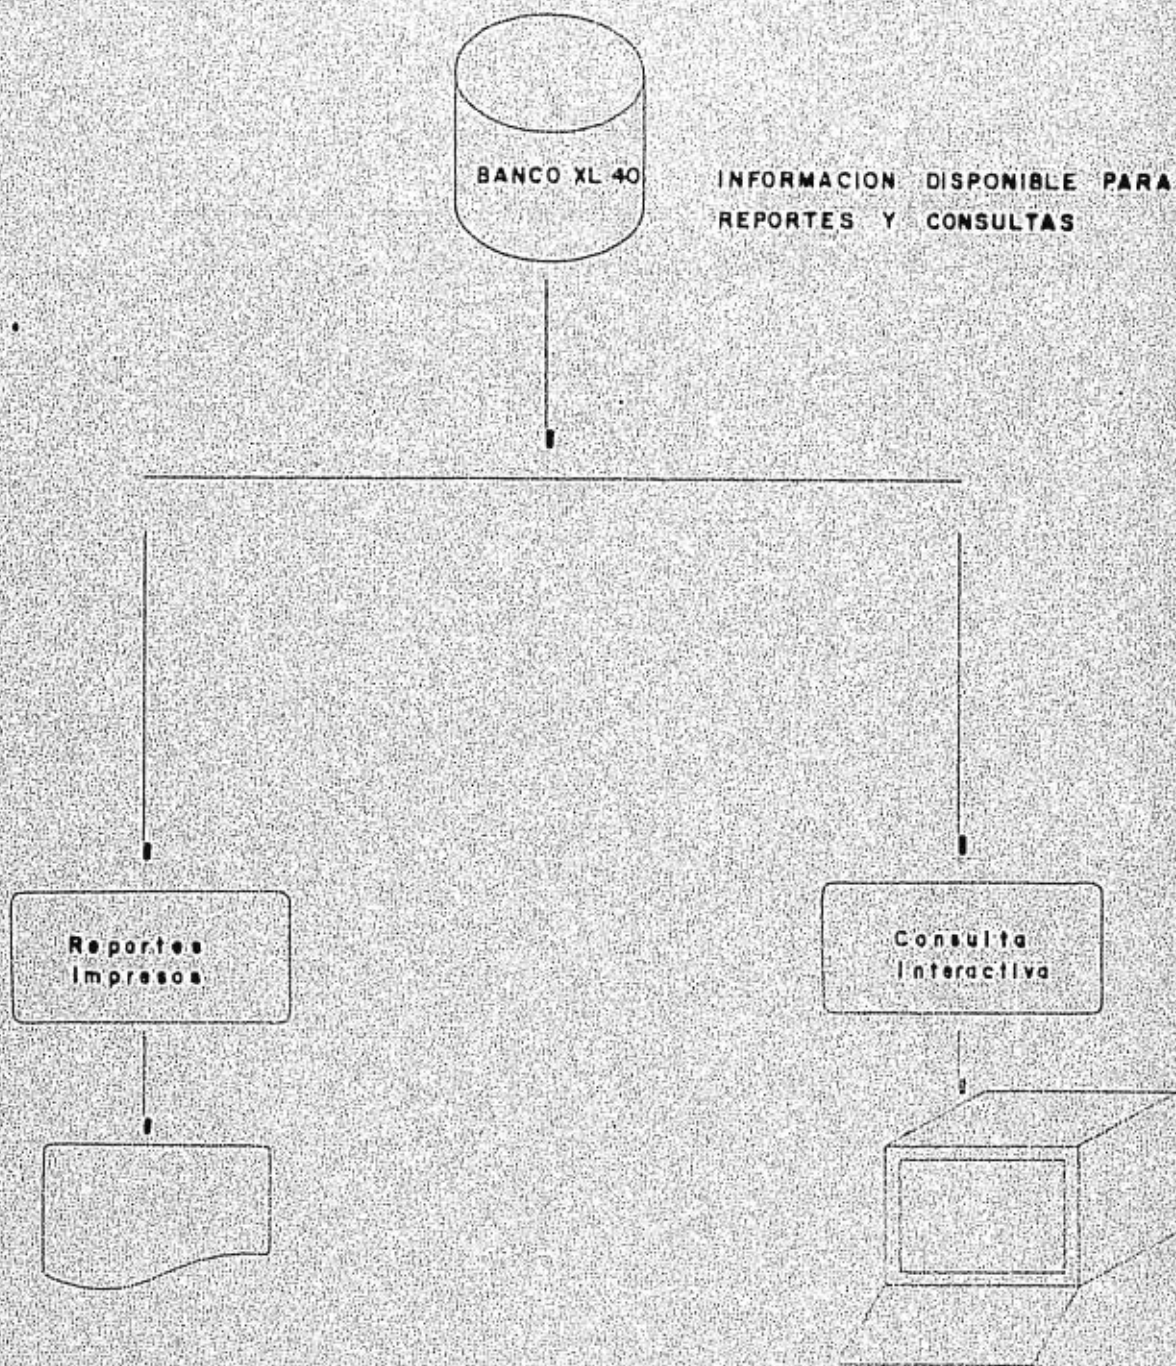 BANCO XL 40
INFORMACION DISPONIBLE PARA
REPORTES Y CONSULTAS
Reportes
Impresos
Consulta
Interactiva